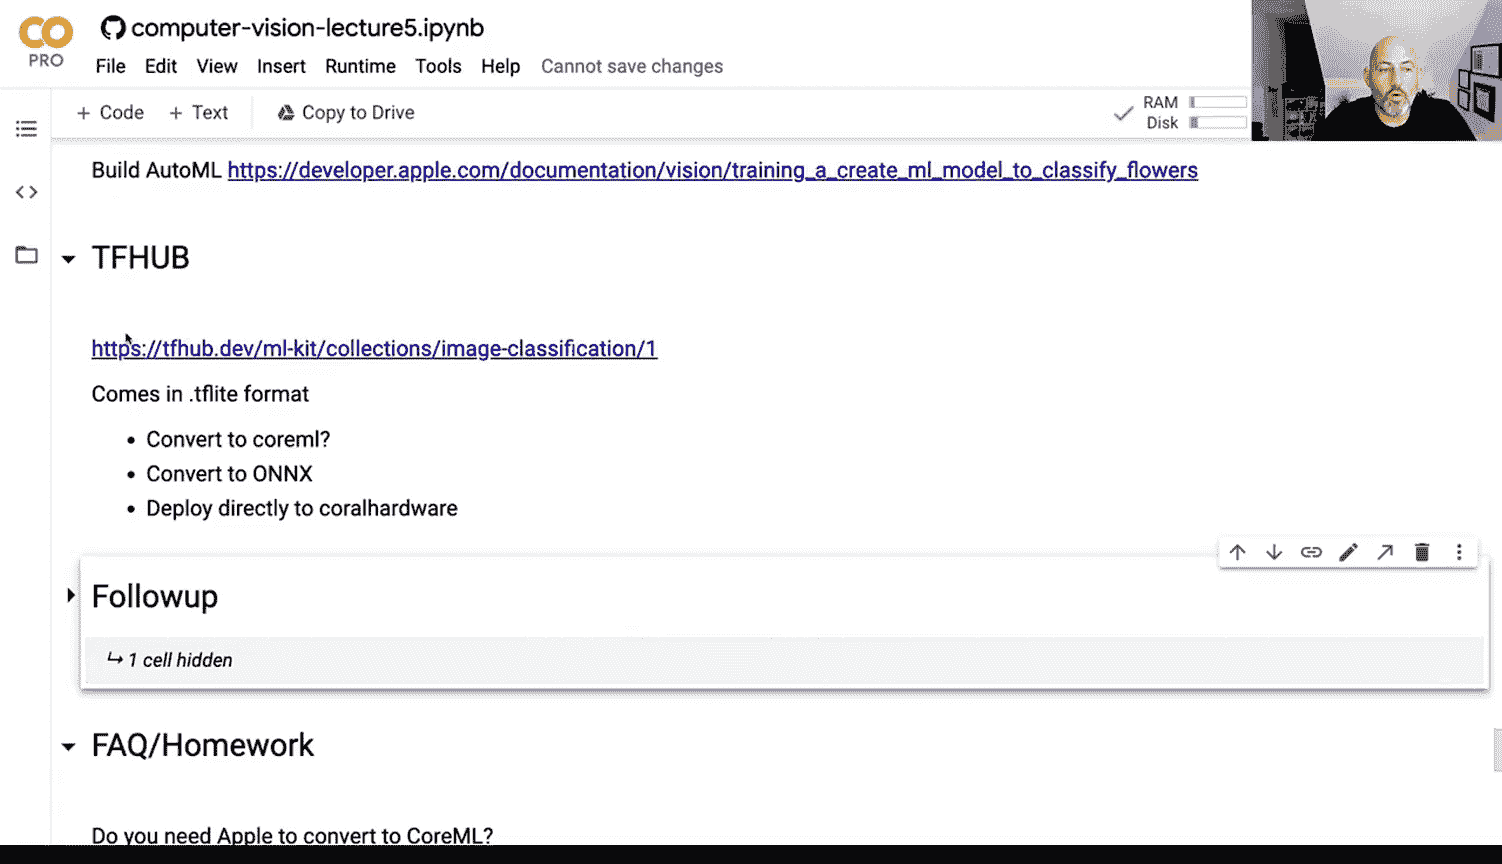 CO
PRO
computer-vision-lecture5.ipynb
File Edit View Insert Runtime Tools Help Cannot save changes
+ Code + Text Copy to Drive
RAM
Disk
Build AutoML https://developer.apple.com/documentation/vision/training_a_create_ml_model_to_classify_flowers
TFHUB
https://tfhub.dev/ml-kit/collections/image-classification/1
Comes in .tflite format
• Convert to coreml?
• Convert to ONNX
• Deploy directly to coralhardware
Followup
↳ 1 cell hidden
FAQ/Homework
Do you need Apple to convert to CoreML?